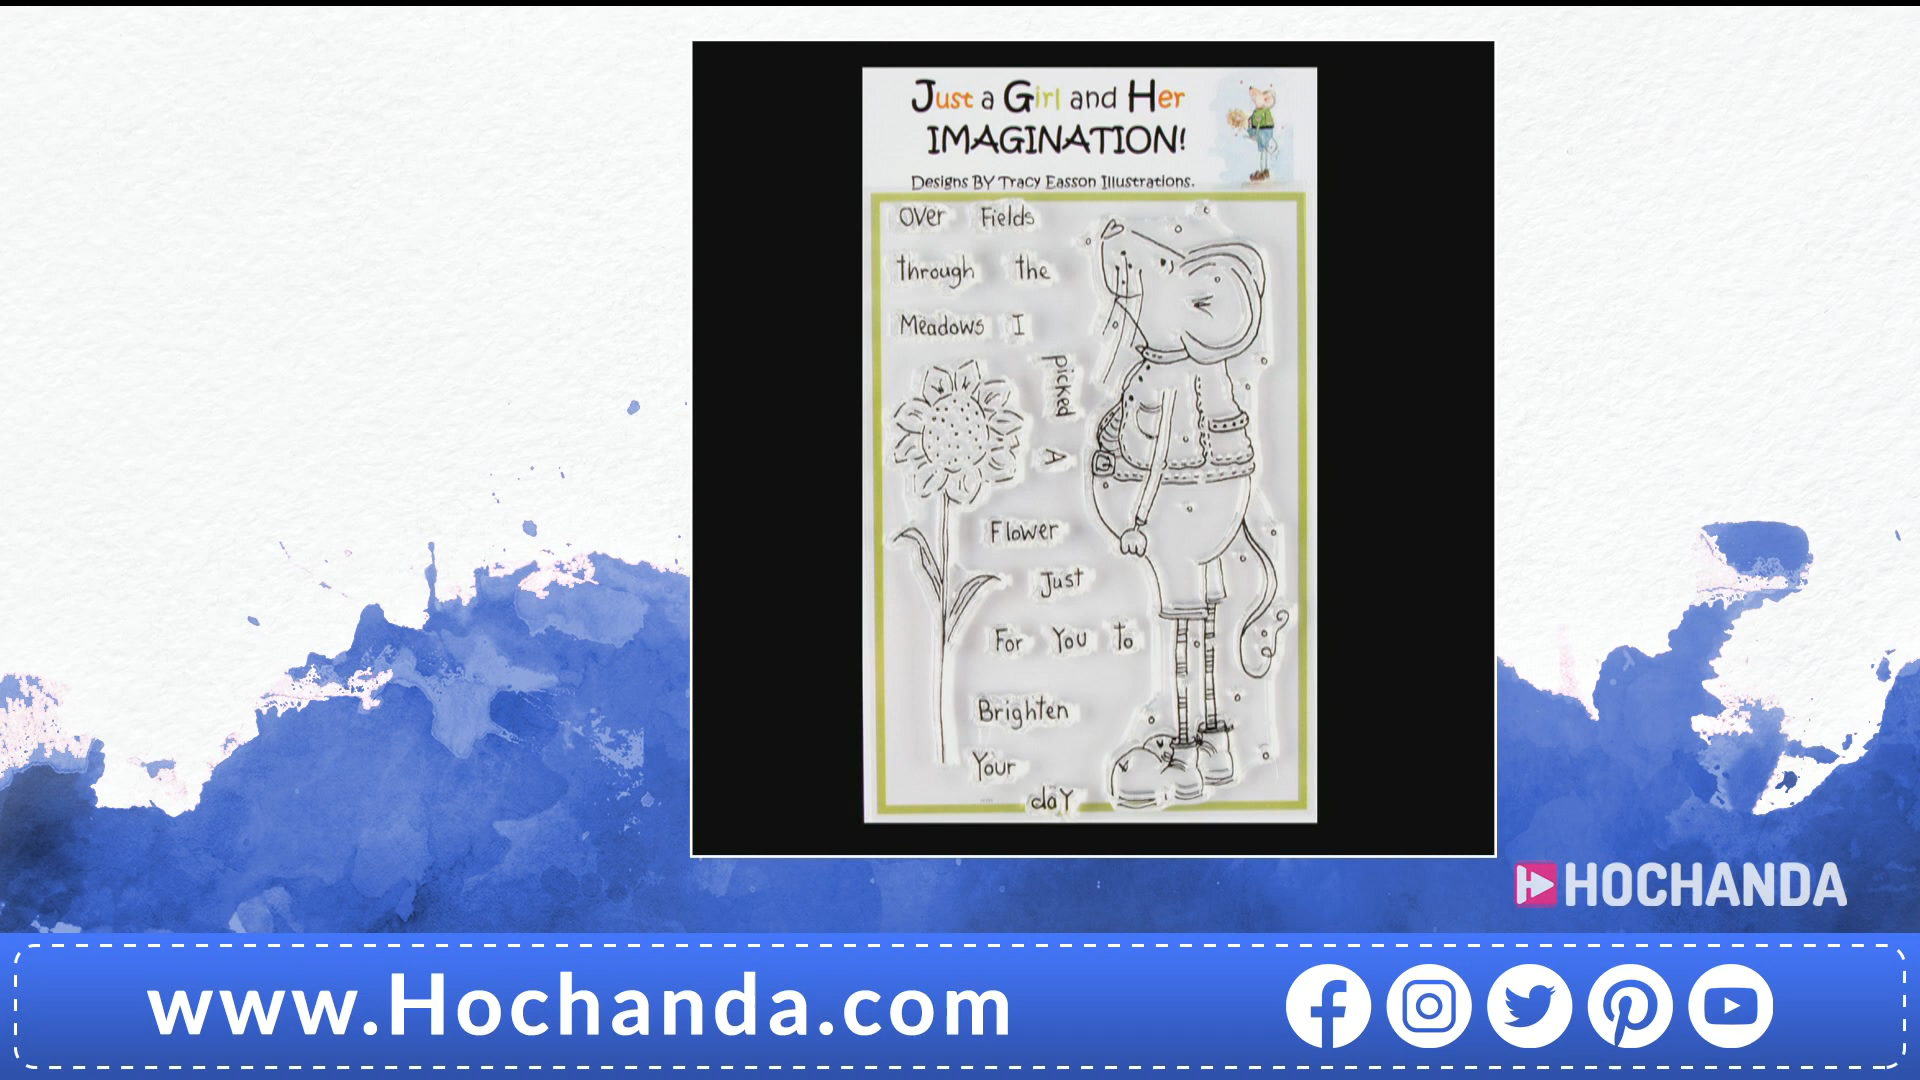 Just a Girl and Her
IMAGINATION!
Designs BY Tracy Easson Illustrations.
OVer Fields
through the
Meadows I
picked
A
Flower
Just
For You to
Brighten
Your
daY
HOCHANDA
www.Hochanda.com